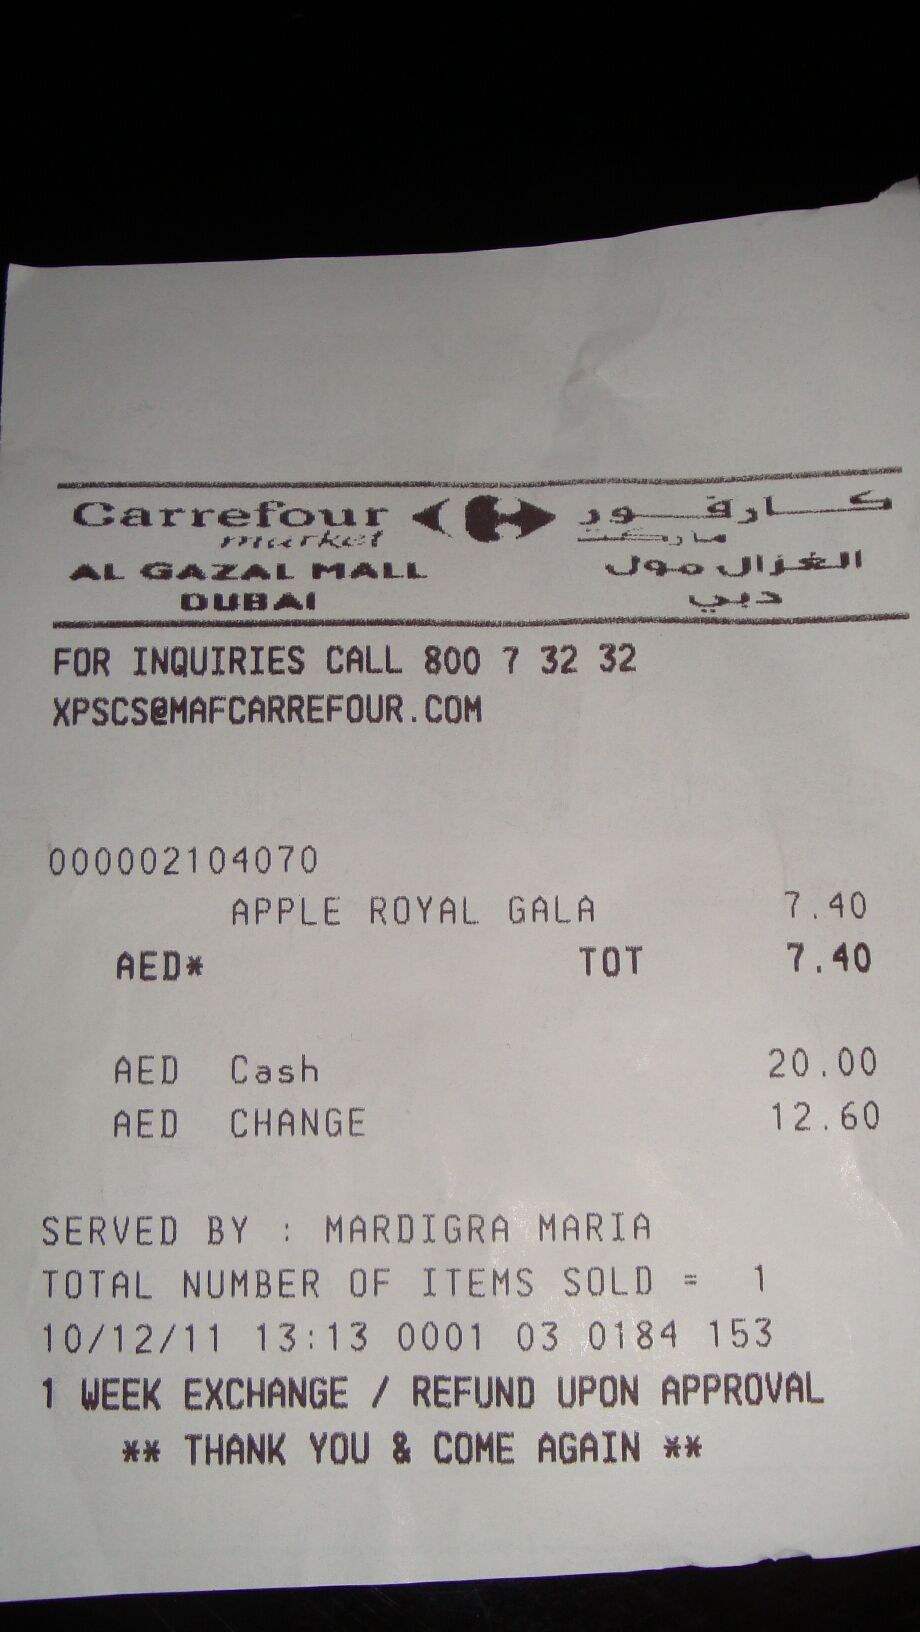 Carrefour كارفور
market ماركت
AL GAZAL MALL الغزال مول
DUBAI دبي
FOR INQUIRIES CALL 800 7 32 32
XPSCS@MAFCARREFOUR.COM
000002104070
APPLE ROYAL GALA 7.40
AED* TOT 7.40
AED Cash 20.00
AED CHANGE 12.60
SERVED BY : MARDIGRA MARIA
TOTAL NUMBER OF ITEMS SOLD = 1
10/12/11 13:13 0001 03 0184 153
1 WEEK EXCHANGE / REFUND UPON APPROVAL
** THANK YOU & COME AGAIN **